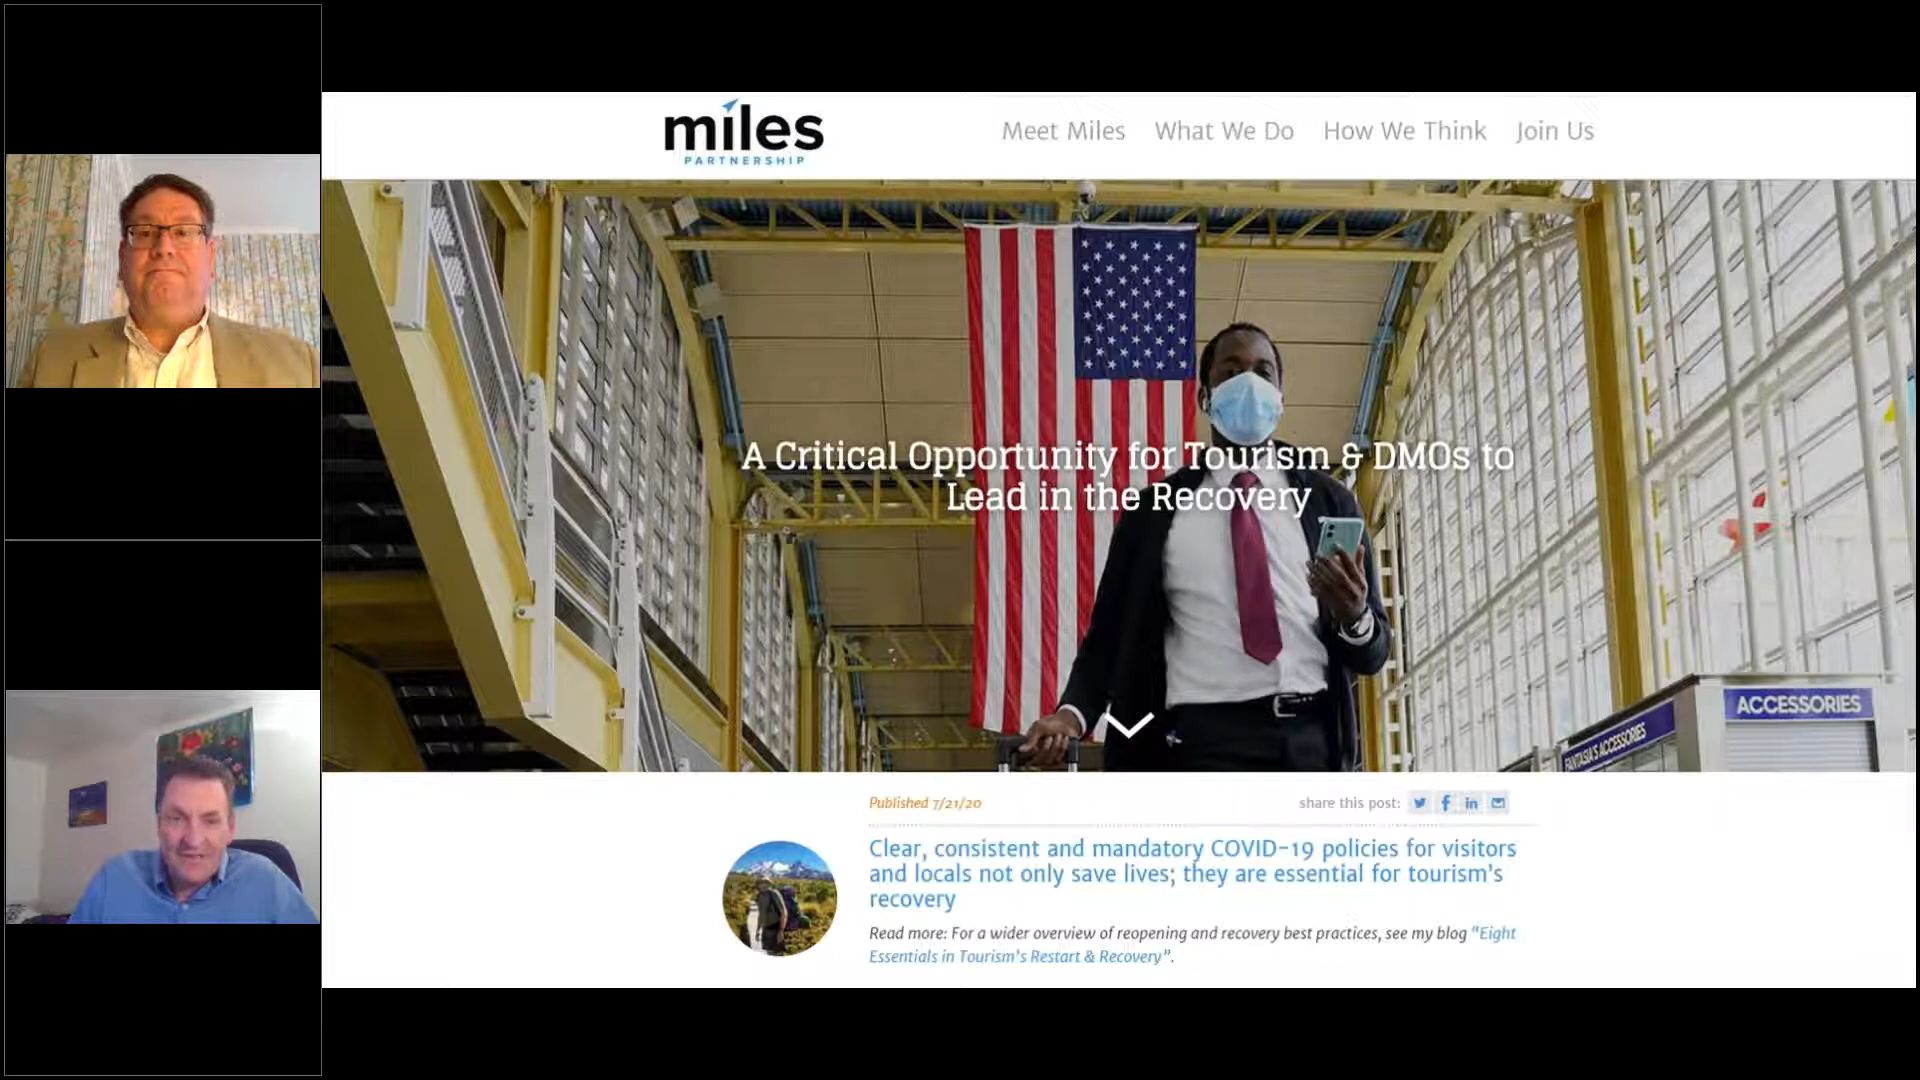 miles
PARTNERSHIP
Meet Miles What We Do How We Think Join Us
A Critical Opportunity for Tourism & DMOs to
Lead in the Recovery
ACCESSORIES
FANTASIA'S ACCESSORIES
Published 7/21/20
share this post:
Clear, consistent and mandatory COVID-19 policies for visitors
and locals not only save lives; they are essential for tourism's
recovery
Read more: For a wider overview of reopening and recovery best practices, see my blog "Eight
Essentials in Tourism's Restart & Recovery".